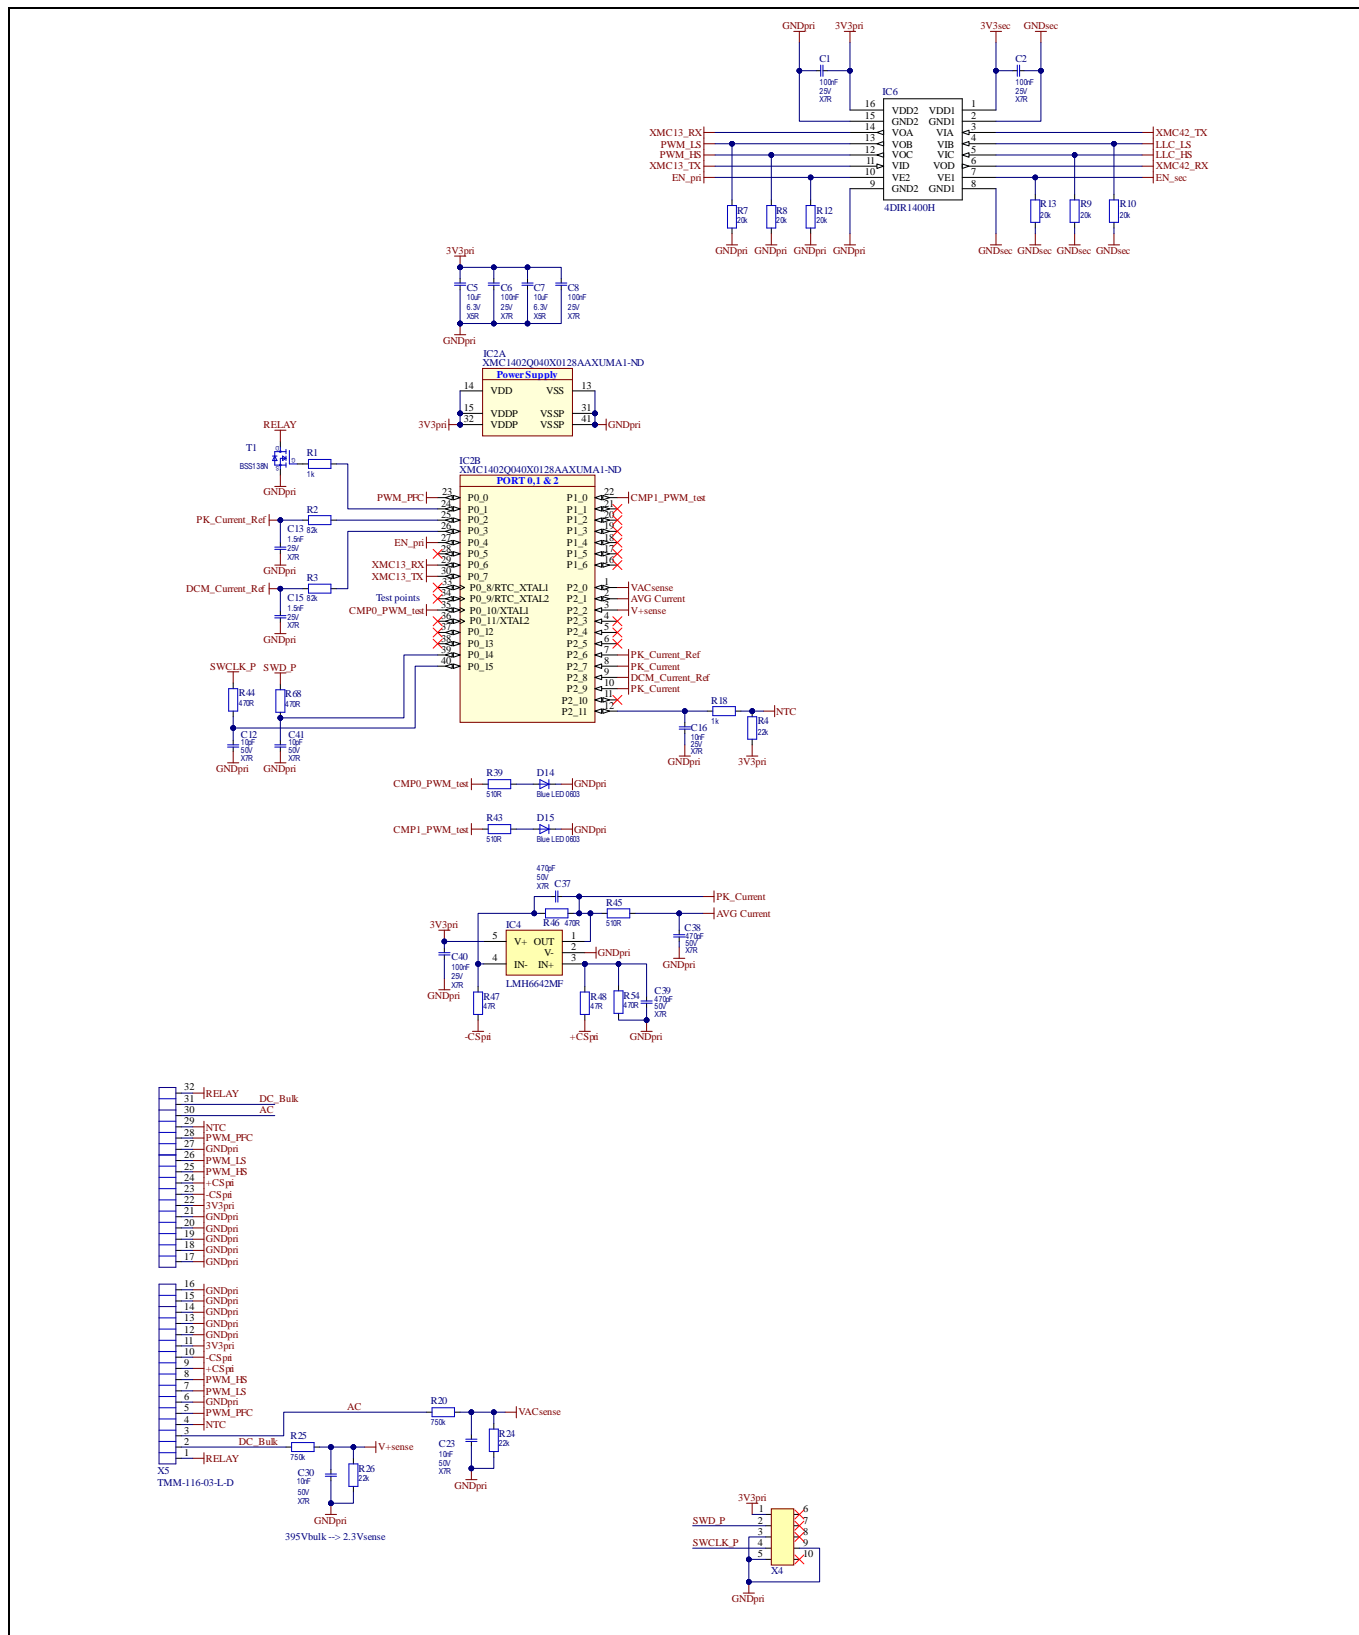 GNDpri 3V3pri 3V3sec GNDsec
C1
100nF
25V
X7R
C2
100nF
25V
X7R
IC6
16 VDD2 VDD1 1
15 GND2 GND1 2
XMC13_RX 14 VOA VIA 3 XMC42_TX
PWM_LS 13 VOB VIB 4 LLC_LS
PWM_HS 12 VOC VIC 5 LLC_HS
XMC13_TX 11 VID VOD 6 XMC42_RX
EN_pri 10 VE2 VE1 7 EN_sec
9 GND2 GND1 8
4DIR1400H
R7
20k
R8
20k
R12
20k
R13
20k
R9
20k
R10
20k
GNDpri GNDpri GNDpri GNDpri GNDsec GNDsec GNDsec GNDsec
3V3pri
C5
10uF
6.3V
X5R
C6
100nF
25V
X7R
C7
10uF
6.3V
X5R
C8
100nF
25V
X7R
GNDpri
IC2A
XMC1402Q040X0128AAXUMA1-ND
Power Supply
14 VDD VSS 13
15 VDDP VSSP 31
3V3pri 32 VDDP VSSP 41 GNDpri
RELAY
T1
BSS138N
D
G
S
R1
1k
GNDpri
IC2B
XMC1402Q040X0128AAXUMA1-ND
PORT 0,1 & 2
PWM_PFC 23 P0_0 P1_0 22 CMP1_PWM_test
24 P0_1 P1_1 21
25 P0_2 P1_2 20
26 P0_3 P1_3 19
EN_pri 27 P0_4 P1_4 18
28 P0_5 P1_5 17
XMC13_RX 29 P0_6 P1_6 16
XMC13_TX 30 P0_7
33 P0_8/RTC_XTAL1 P2_0 1 VACsense
Test points 34 P0_9/RTC_XTAL2 P2_1 2 AVG Current
CMP0_PWM_test 35 P0_10/XTAL1 P2_2 3 V+sense
36 P0_11/XTAL2 P2_3 4
37 P0_12 P2_4 5
38 P0_13 P2_5 6
39 P0_14 P2_6 7 PK_Current_Ref
40 P0_15 P2_7 8 PK_Current
P2_8 9 DCM_Current_Ref
P2_9 10 PK_Current
P2_10 11
P2_11 12
PK_Current_Ref
R2
82k
C13
1.5nF
25V
X7R
GNDpri
DCM_Current_Ref
R3
82k
C15
1.5nF
25V
X7R
GNDpri
SWCLK_P SWD_P
R44
470R
R68
470R
C12
10pF
50V
X7R
C41
10pF
50V
X7R
GNDpri GNDpri
R18
1k
NTC
C16
10nF
25V
X7R
R4
22k
GNDpri 3V3pri
CMP0_PWM_test R39 D14 GNDpri
510R Blue LED 0603
CMP1_PWM_test R43 D15 GNDpri
510R Blue LED 0603
470pF
50V
X7R
C37
PK_Current
R46 470R
R45
510R
AVG Current
C38
470pF
50V
X7R
GNDpri
3V3pri
IC4
5 V+ OUT 1
V- 2 GNDpri
4 IN- IN+ 3
LMH6642MF
C40
100nF
25V
X7R
GNDpri
R47
47R
-CSpri
R48
47R
+CSpri
R54
470R
C39
470pF
50V
X7R
GNDpri
32 RELAY
31 DC_Bulk
30 AC
29 NTC
28 PWM_PFC
27 GNDpri
26 PWM_LS
25 PWM_HS
24 +CSpri
23 -CSpri
22 3V3pri
21 GNDpri
20 GNDpri
19 GNDpri
18 GNDpri
17 GNDpri
16 GNDpri
15 GNDpri
14 GNDpri
13 GNDpri
12 GNDpri
11 3V3pri
10 -CSpri
9 +CSpri
8 PWM_HS
7 PWM_LS
6 GNDpri
5 PWM_PFC
4 NTC
3 AC
2 DC_Bulk
1 RELAY
X5
TMM-116-03-L-D
R20
750k
VACsense
C23
10nF
50V
X7R
R24
22k
GNDpri
R25
750k
V+sense
C30
10nF
50V
X7R
R26
22k
GNDpri
395Vbulk --> 2.3Vsense
3V3pri
1 6
SWD_P 2 7
3 8
SWCLK_P 4 9
5 10
X4
GNDpri